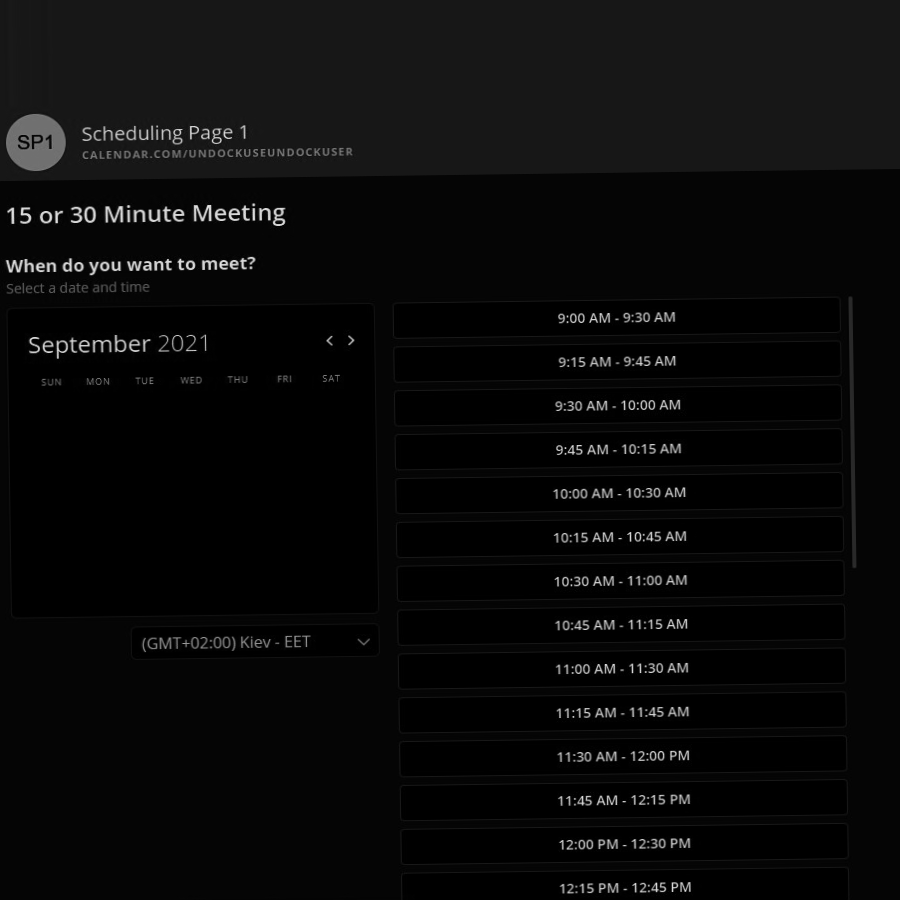 SP1
Scheduling Page 1
CALENDAR.COM/UNDOCKUSEUNDOCKUSER
15 or 30 Minute Meeting
When do you want to meet?
Select a date and time
September 2021
SUN MON TUE WED THU FRI SAT
(GMT+02:00) Kiev - EET
9:00 AM - 9:30 AM
9:15 AM - 9:45 AM
9:30 AM - 10:00 AM
9:45 AM - 10:15 AM
10:00 AM - 10:30 AM
10:15 AM - 10:45 AM
10:30 AM - 11:00 AM
10:45 AM - 11:15 AM
11:00 AM - 11:30 AM
11:15 AM - 11:45 AM
11:30 AM - 12:00 PM
11:45 AM - 12:15 PM
12:00 PM - 12:30 PM
12:15 PM - 12:45 PM